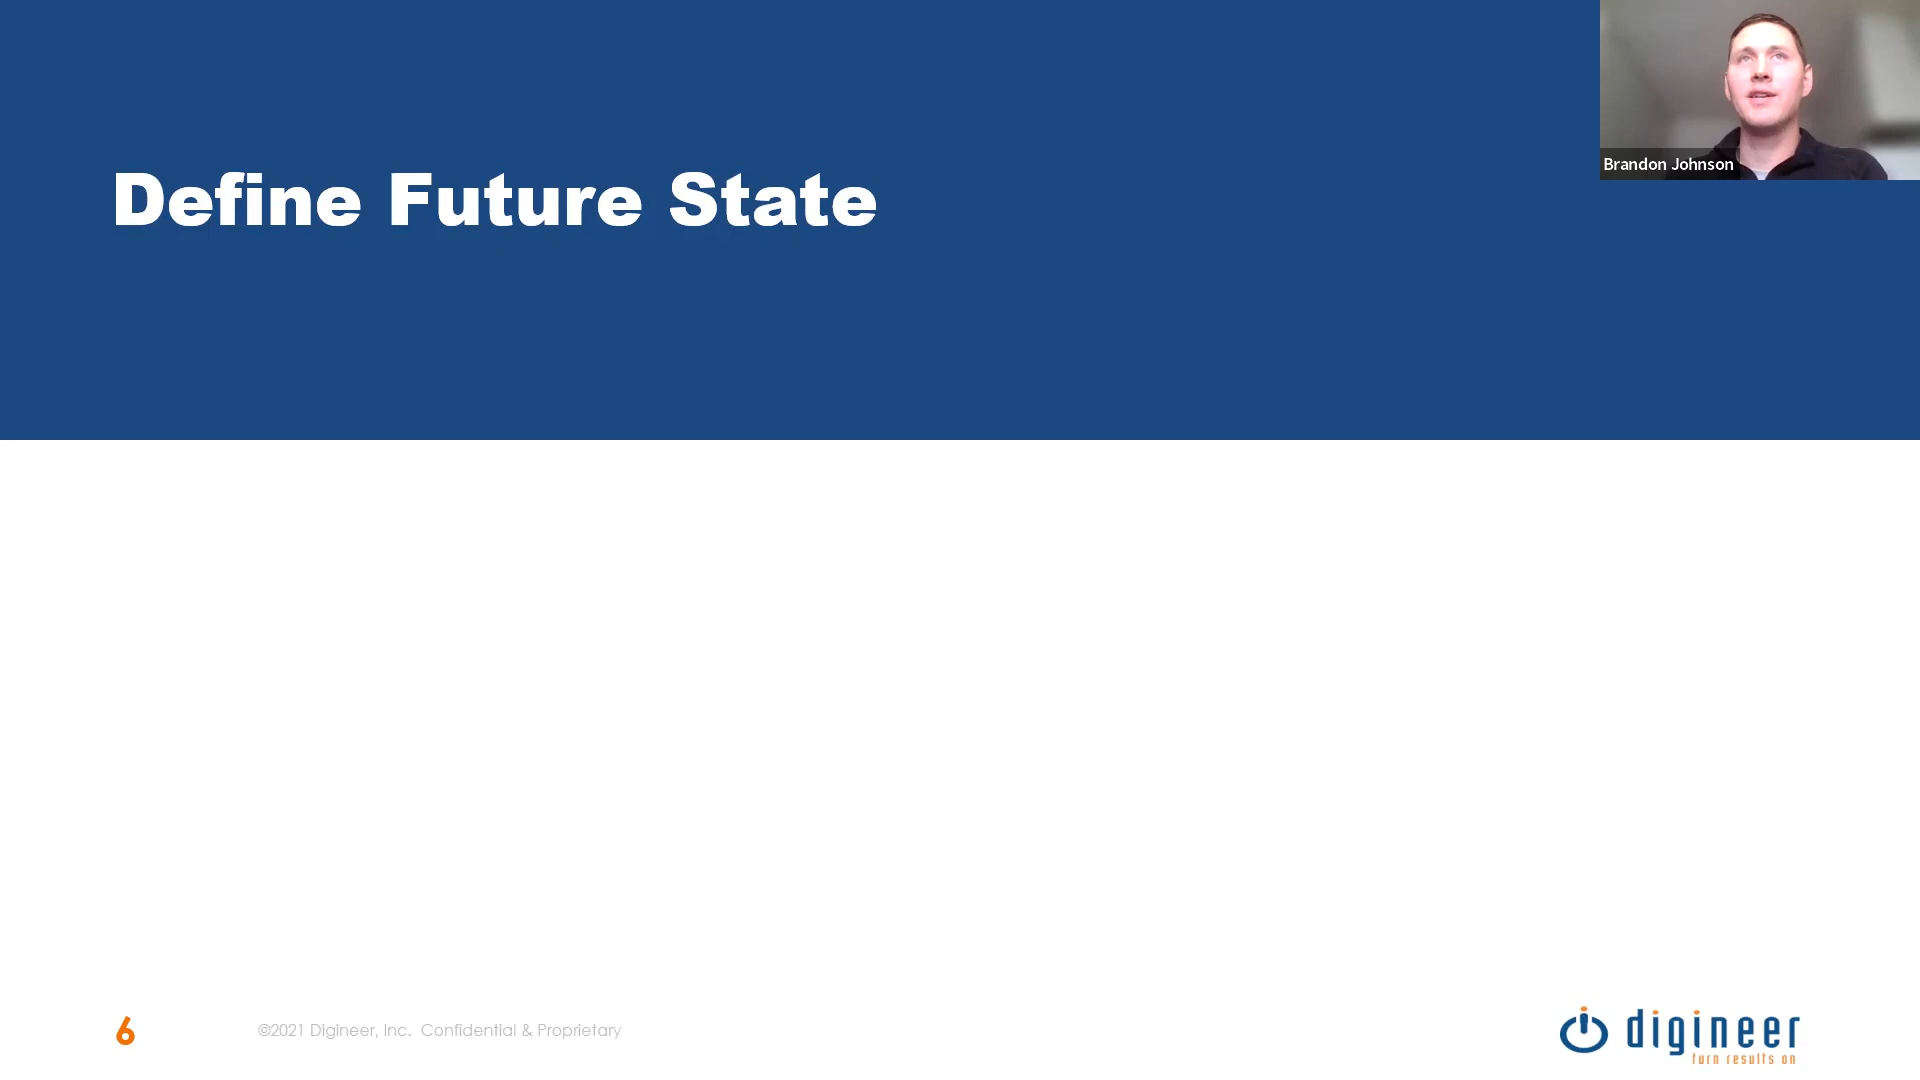 Brandon Johnson
Define Future State
6
©2021 Digineer, Inc. Confidential & Proprietary
digineer
turn results on